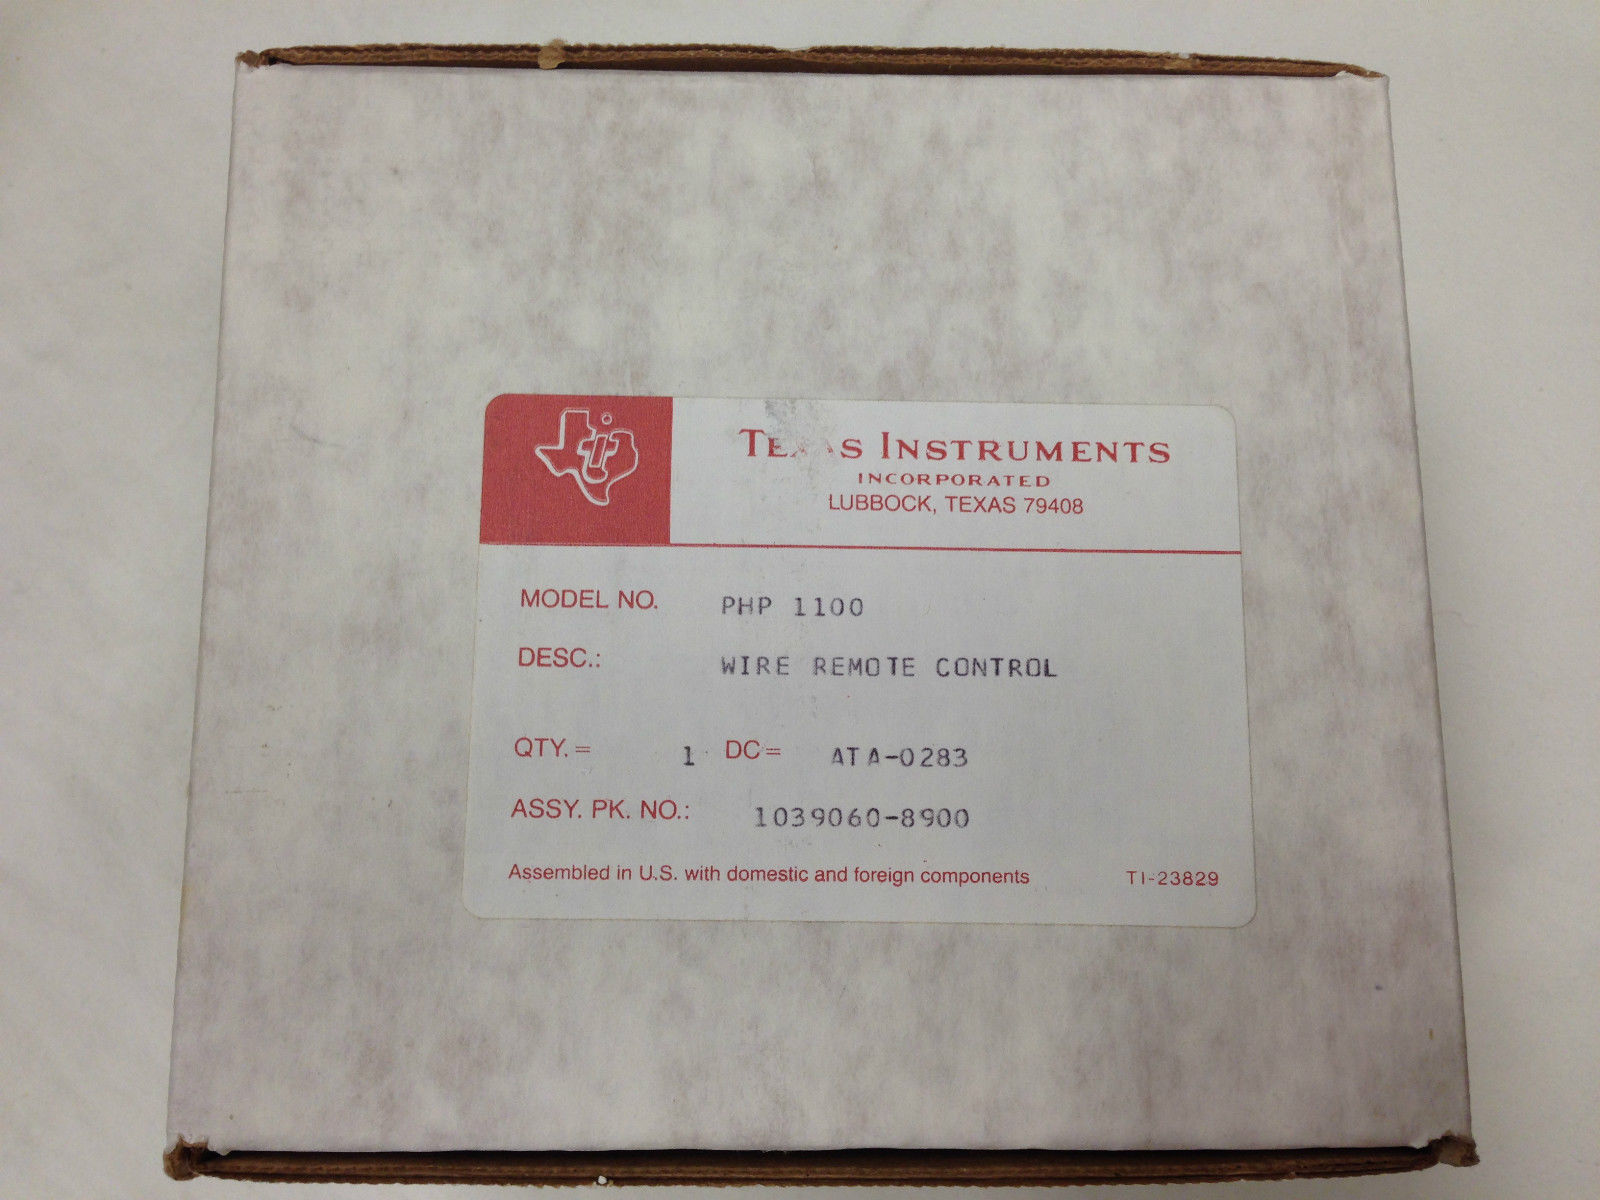 TEXAS INSTRUMENTS
INCORPORATED
LUBBOCK, TEXAS 79408
MODEL NO. PHP 1100
DESC.: WIRE REMOTE CONTROL
QTY. = 1 DC= ATA-0283
ASSY. PK. NO.: 1039060-8900
Assembled in U.S. with domestic and foreign components TI-23829